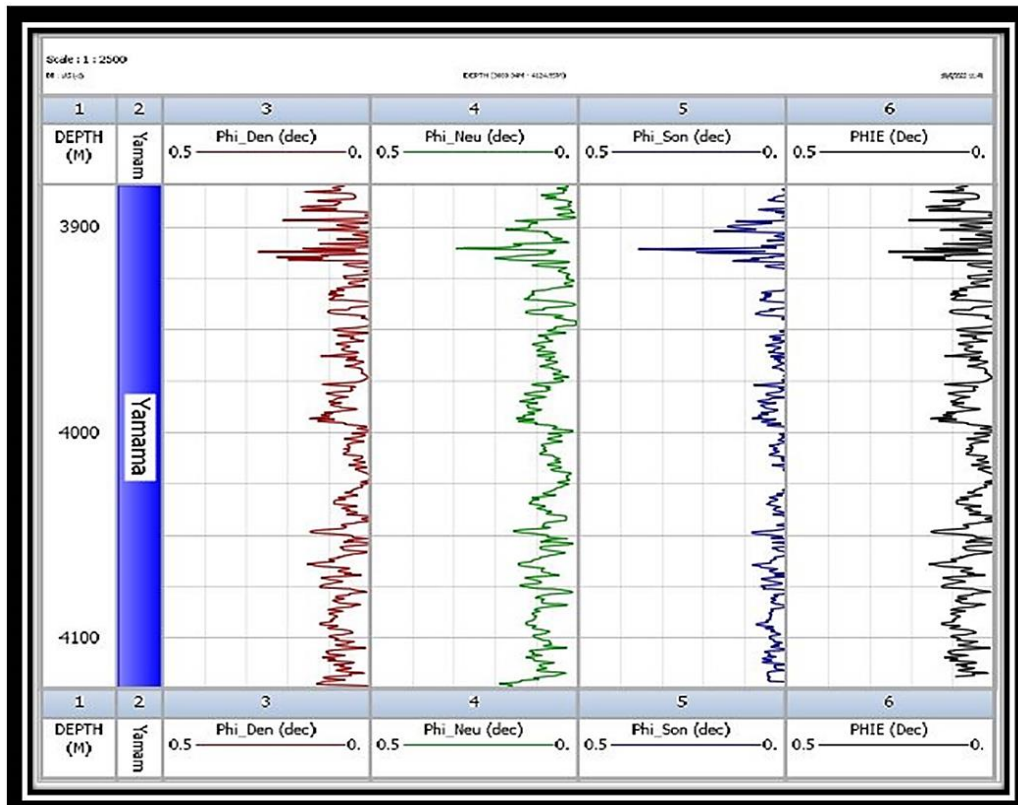 Scale : 1 : 2500
1 2 3 4 5 6
DEPTH (M) Yamam Phi_Den (dec) Phi_Neu (dec) Phi_Son (dec) PHIE (Dec)
0.5 0. 0.5 0. 0.5 0. 0.5 0.
3900
4000
Yamama
4100
1 2 3 4 5 6
DEPTH (M) Yamam Phi_Den (dec) Phi_Neu (dec) Phi_Son (dec) PHIE (Dec)
0.5 0. 0.5 0. 0.5 0. 0.5 0.